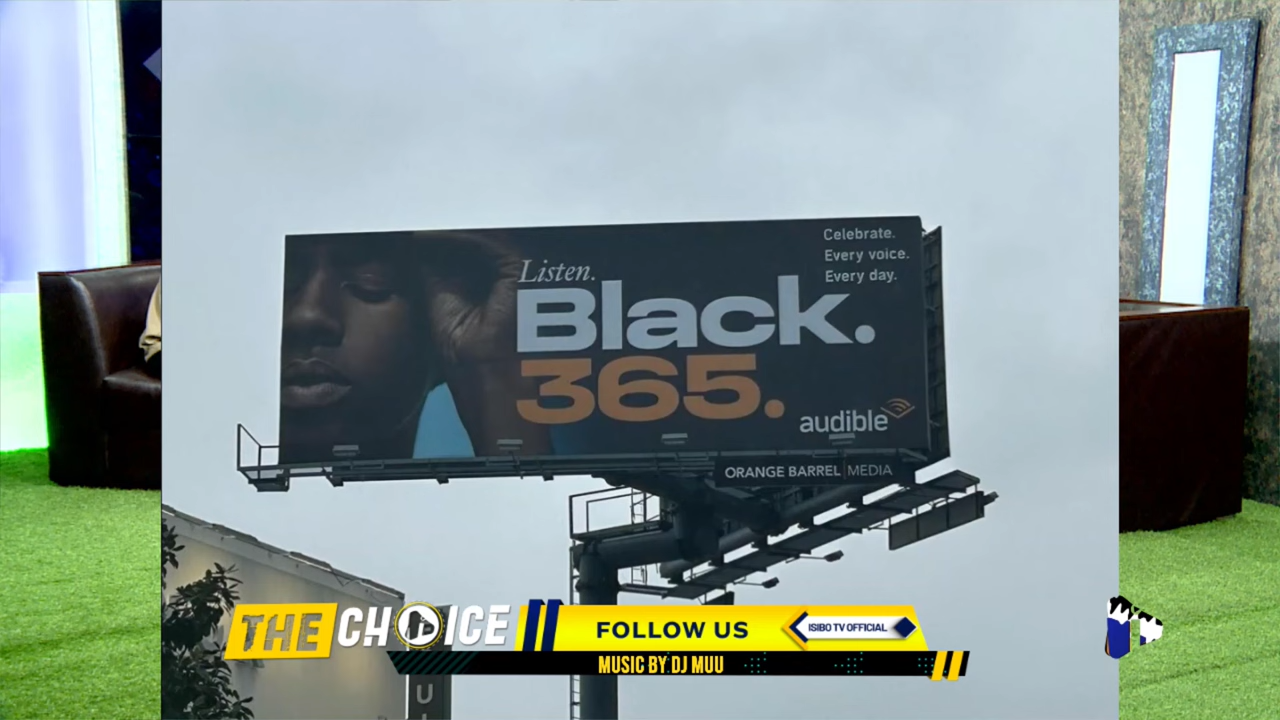 Celebrate.
Every voice.
Every day.
Listen.
Black.
365.
audible
ORANGE BARREL MEDIA
THE CHOICE
FOLLOW US
ISIBO TV OFFICIAL
MUSIC BY DJ MUU
U